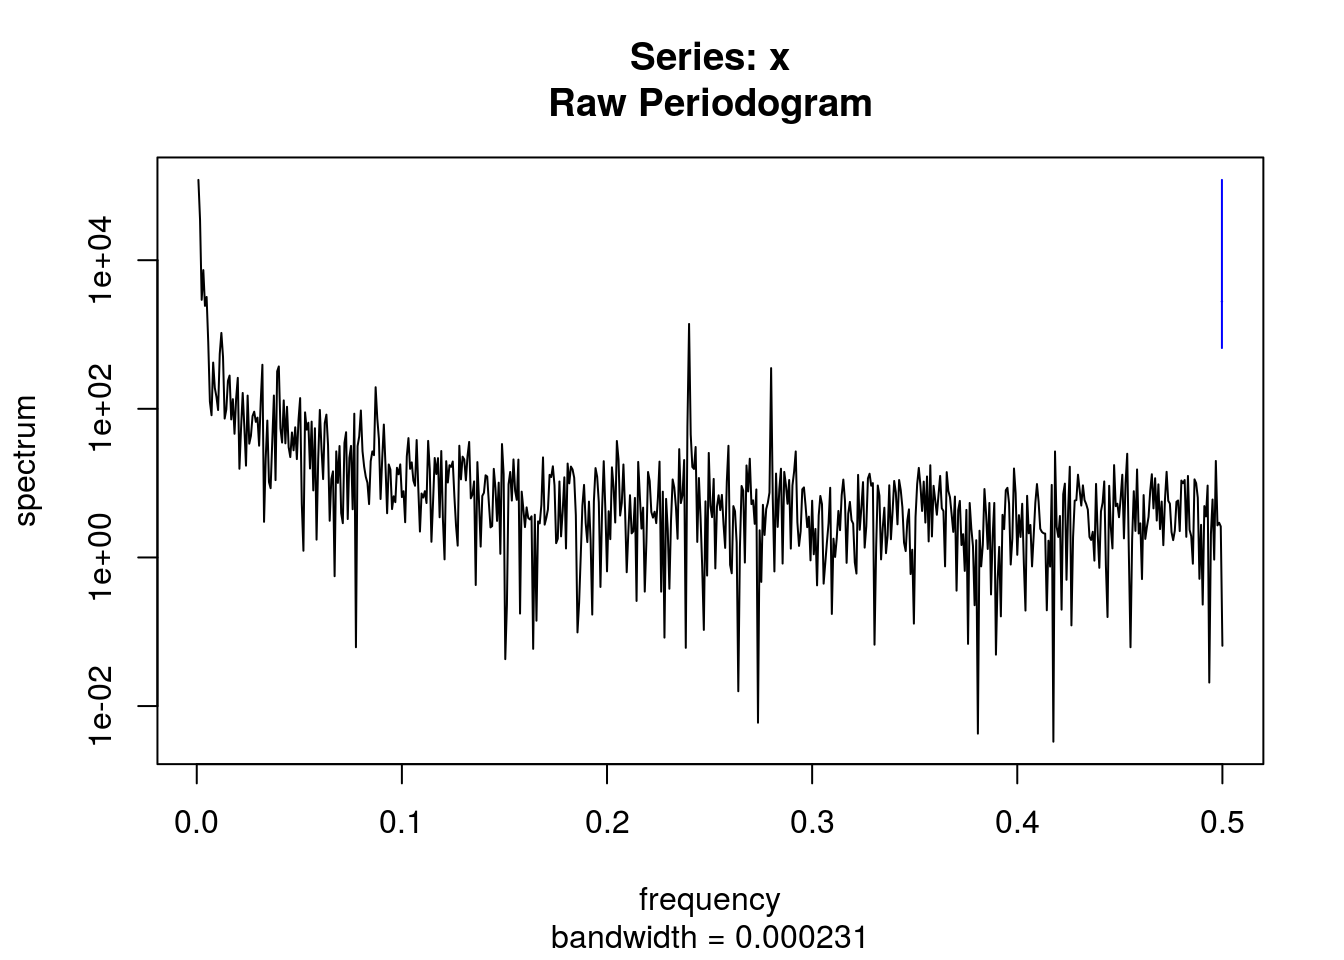 Series: x
Raw Periodogram
spectrum
1e+04
1e+02
1e+00
1e-02
0.0 0.1 0.2 0.3 0.4 0.5
frequency
bandwidth = 0.000231